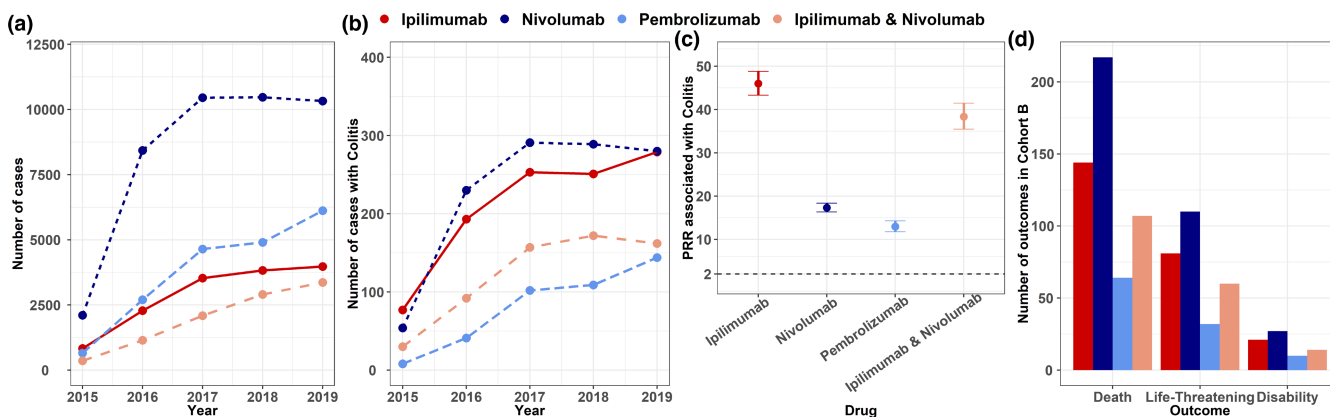 Ipilimumab Nivolumab Pembrolizumab Ipilimumab & Nivolumab
(a)
Number of cases
12500
10000
7500
5000
2500
0
2015 2016 2017 2018 2019
Year
(b)
Number of cases with Colitis
400
300
200
100
0
2015 2016 2017 2018 2019
Year
(c)
PRR associated with Colitis
50
40
30
20
10
2
Ipilimumab
Nivolumab
Pembrolizumab
Ipilimumab & Nivolumab
Drug
(d)
Number of outcomes in Cohort B
200
150
100
50
0
Death Life-Threatening Disability
Outcome